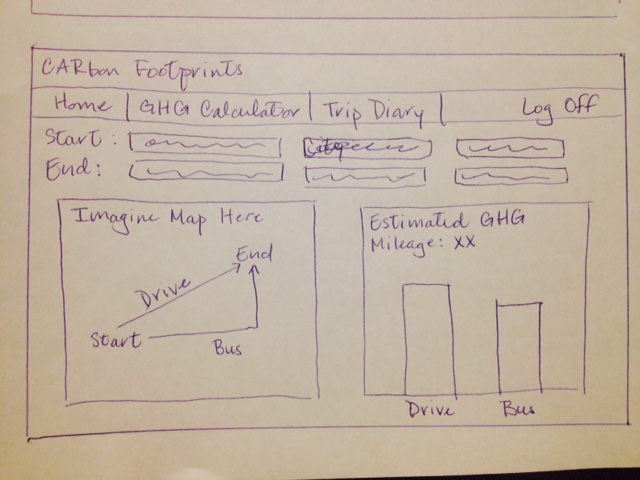 CARbon Footprints
Home GHG Calculator Trip Diary Log Off
Start:
End:
Imagine Map Here
End
Drive
Start
Bus
Estimated GHG
Mileage: XX
Drive Bus